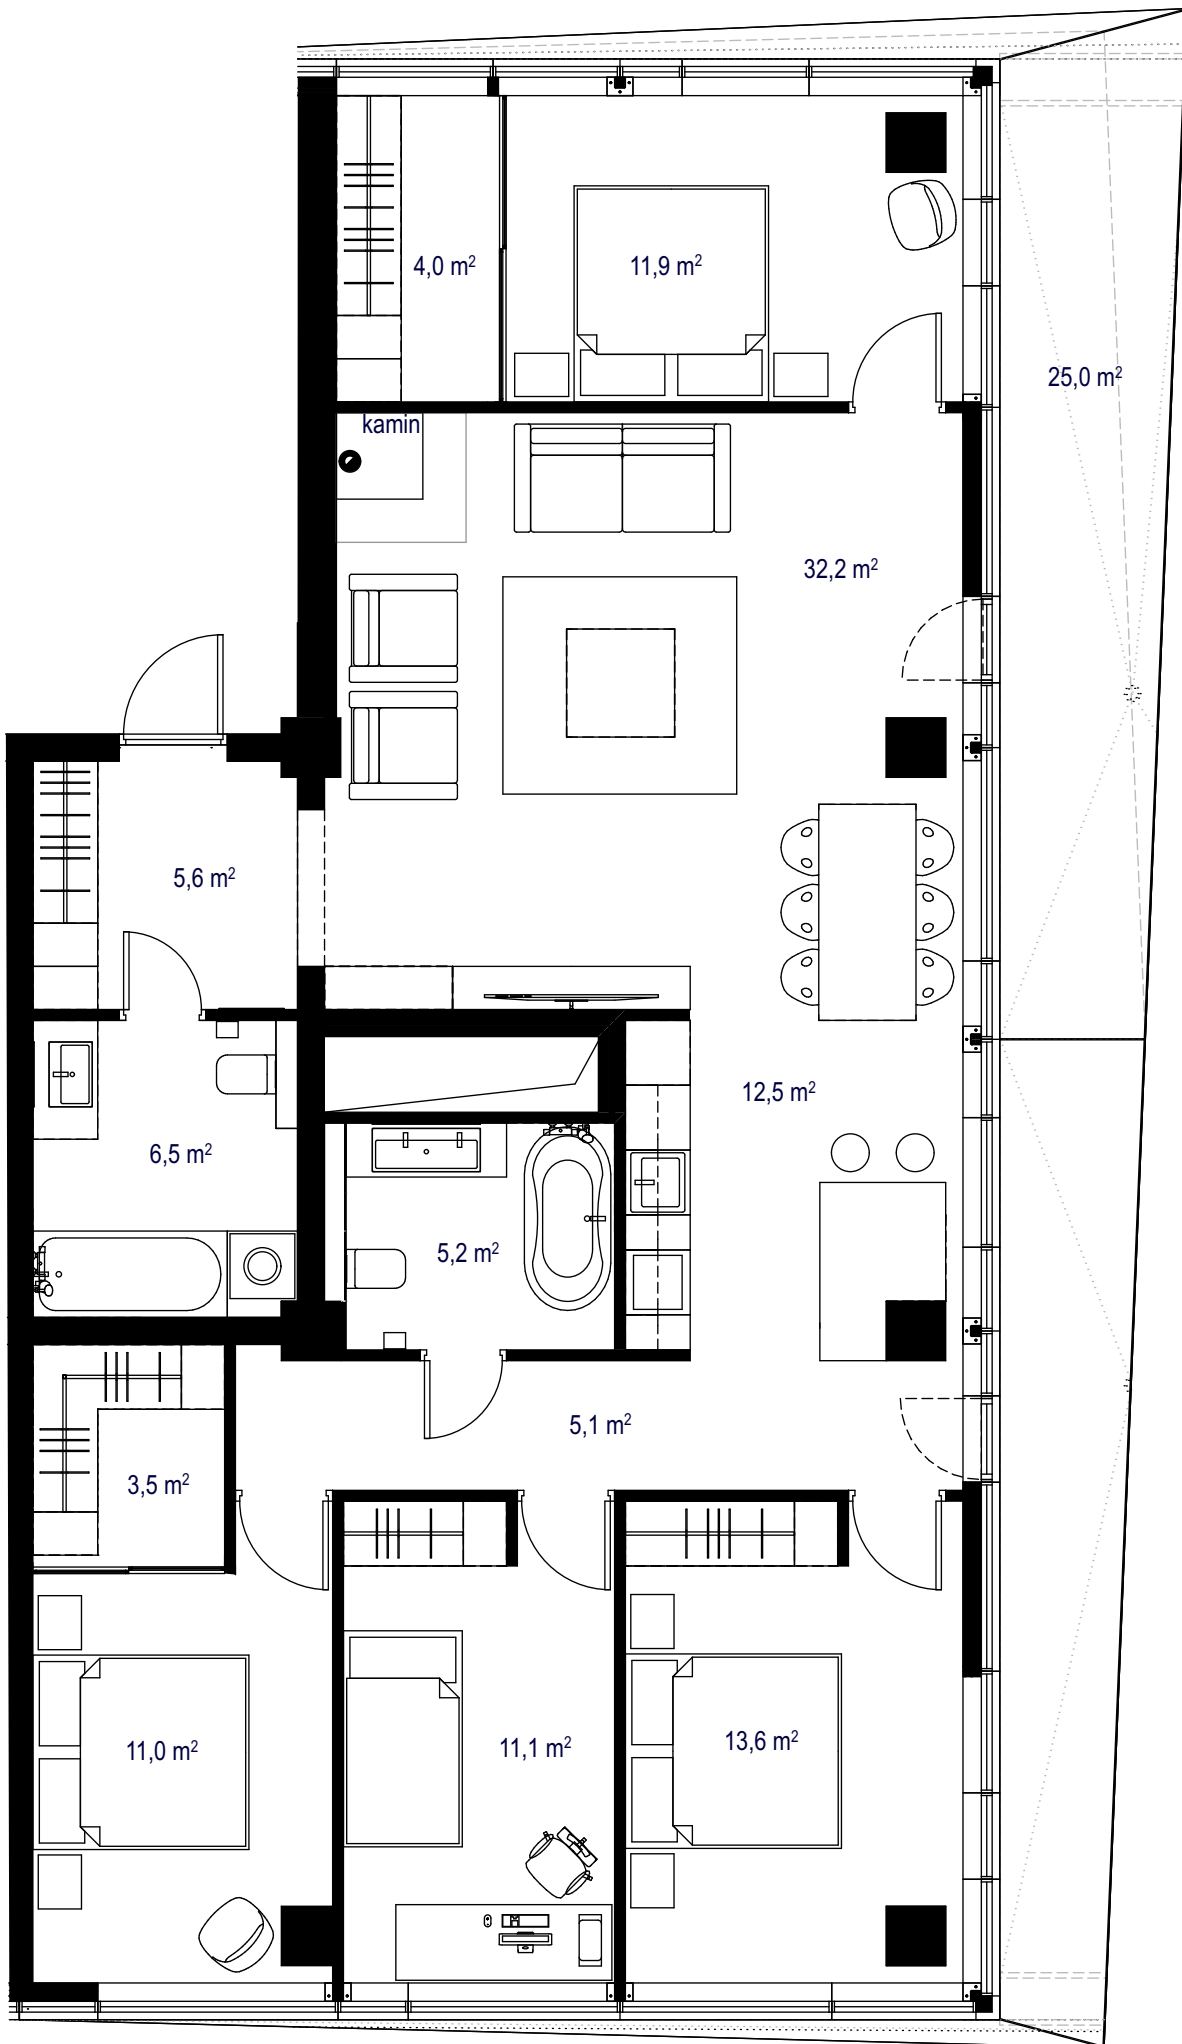 4,0 m²
11,9 m²
25,0 m²
kamin
32,2 m²
5,6 m²
12,5 m²
6,5 m²
5,2 m²
5,1 m²
3,5 m²
11,0 m²
11,1 m²
13,6 m²